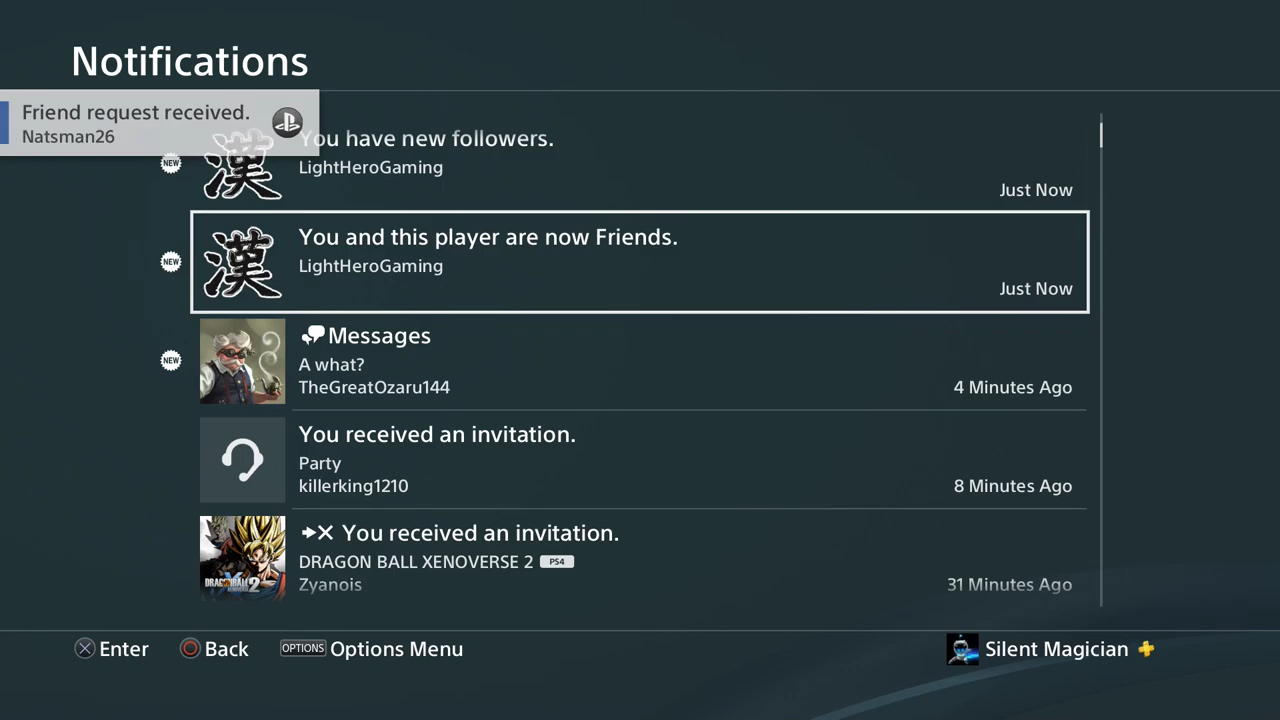 Notifications
Friend request received.
Natsman26
NEW
漢
You have new followers.
LightHeroGaming
Just Now
NEW
漢
You and this player are now Friends.
LightHeroGaming
Just Now
NEW
Messages
A what?
TheGreatOzaru144
4 Minutes Ago
You received an invitation.
Party
killerking1210
8 Minutes Ago
DRAGONBALL
XENOVERSE 2
You received an invitation.
DRAGON BALL XENOVERSE 2 PS4
Zyanois
31 Minutes Ago
Enter
Back
OPTIONS Options Menu
Silent Magician